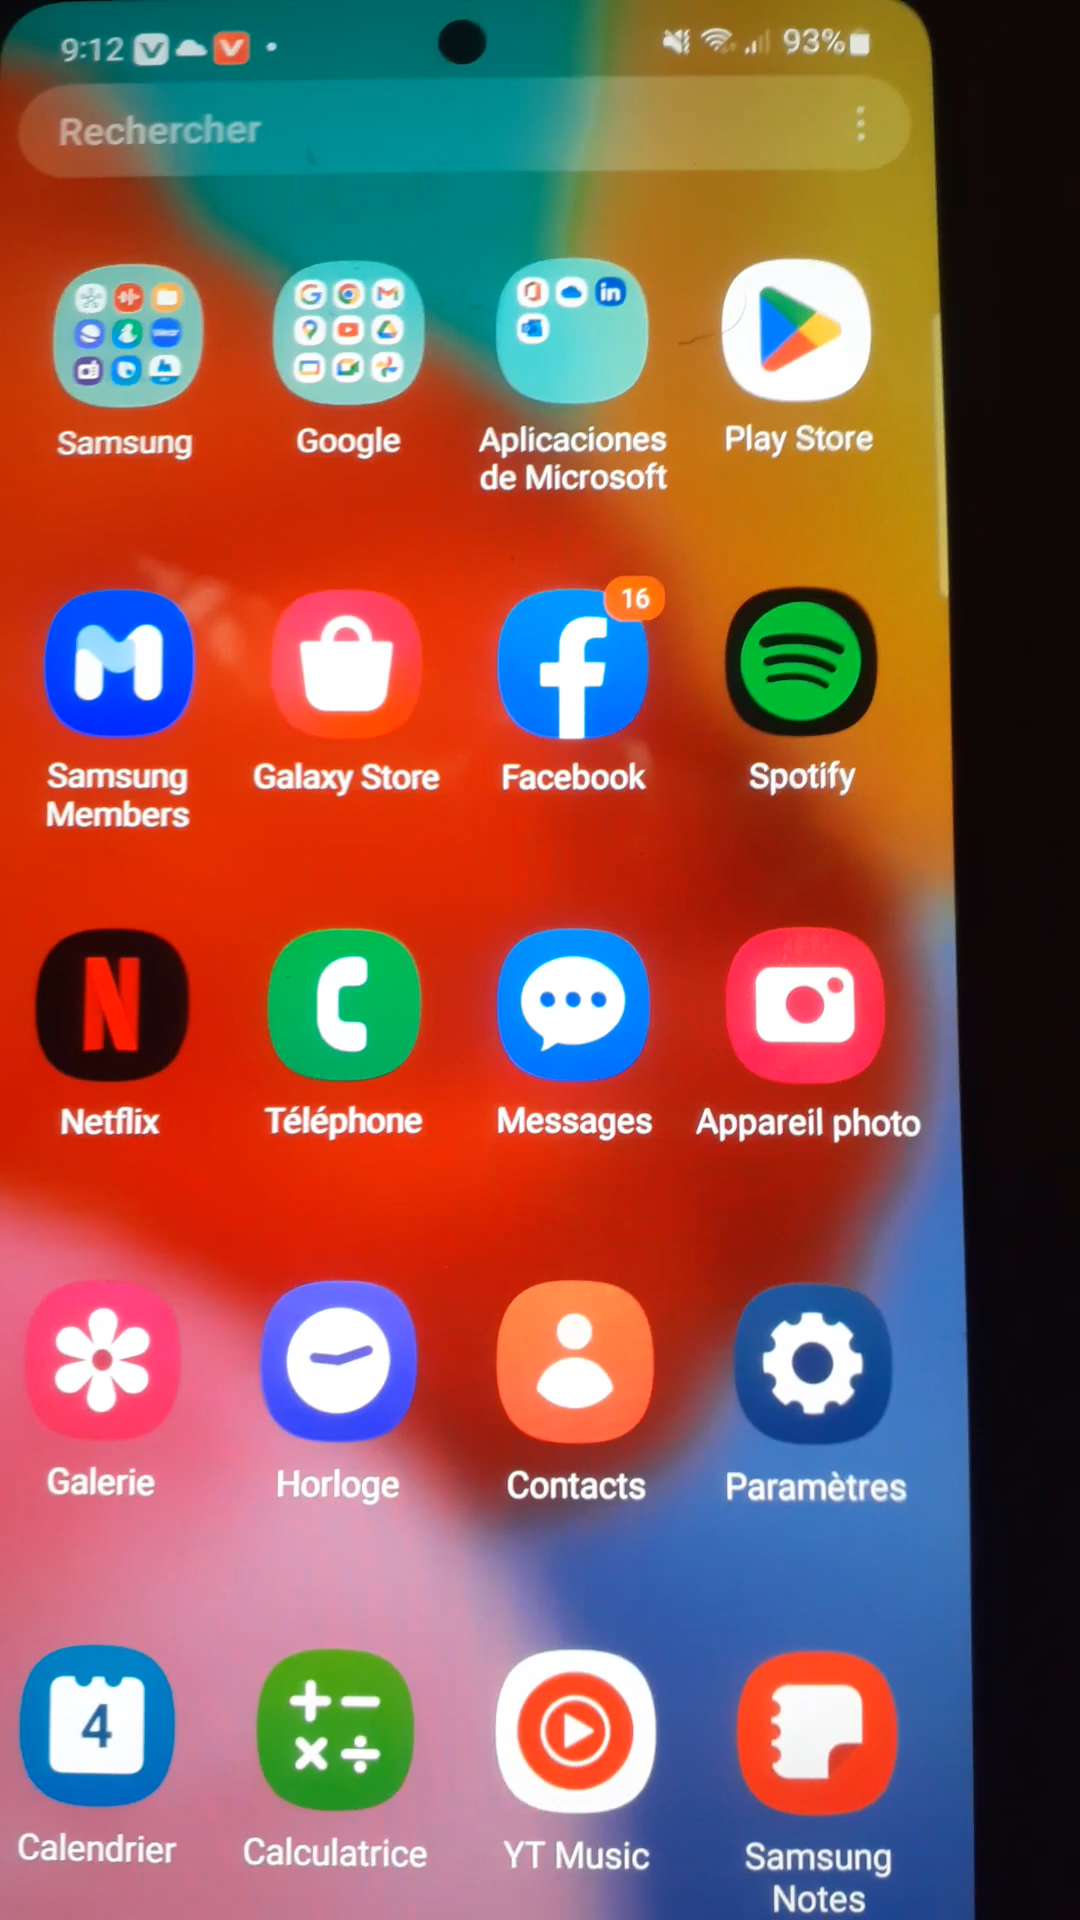 9:12 93%
Rechercher
Samsung Google Aplicaciones de Microsoft Play Store
16
Samsung Members Galaxy Store Facebook Spotify
Netflix Téléphone Messages Appareil photo
Galerie Horloge Contacts Paramètres
4
Calendrier Calculatrice YT Music Samsung Notes